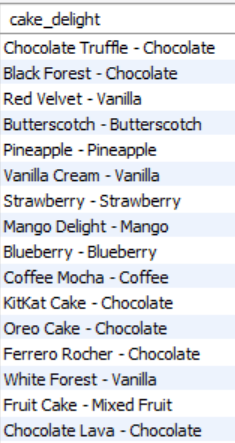 cake_delight
Chocolate Truffle - Chocolate
Black Forest - Chocolate
Red Velvet - Vanilla
Butterscotch - Butterscotch
Pineapple - Pineapple
Vanilla Cream - Vanilla
Strawberry - Strawberry
Mango Delight - Mango
Blueberry - Blueberry
Coffee Mocha - Coffee
KitKat Cake - Chocolate
Oreo Cake - Chocolate
Ferrero Rocher - Chocolate
White Forest - Vanilla
Fruit Cake - Mixed Fruit
Chocolate Lava - Chocolate